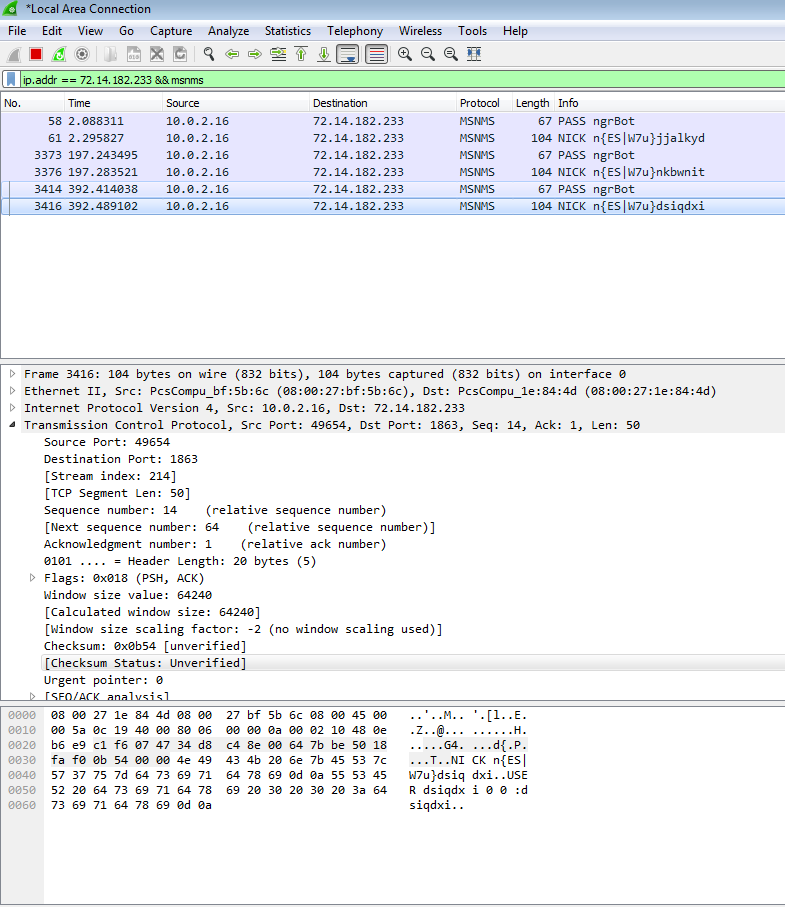 *Local Area Connection
File Edit View Go Capture Analyze Statistics Telephony Wireless Tools Help
ip.addr == 72.14.182.233 && msnms
No. Time Source Destination Protocol Length Info
58 2.088311 10.0.2.16 72.14.182.233 MSNMS 67 PASS ngrBot
61 2.295827 10.0.2.16 72.14.182.233 MSNMS 104 NICK n{ES|W7u}jjalkyd
3373 197.243495 10.0.2.16 72.14.182.233 MSNMS 67 PASS ngrBot
3376 197.283521 10.0.2.16 72.14.182.233 MSNMS 104 NICK n{ES|W7u}nkbwnit
3414 392.414038 10.0.2.16 72.14.182.233 MSNMS 67 PASS ngrBot
3416 392.489102 10.0.2.16 72.14.182.233 MSNMS 104 NICK n{ES|W7u}dsiqdxi
Frame 3416: 104 bytes on wire (832 bits), 104 bytes captured (832 bits) on interface 0
Ethernet II, Src: PcsCompu_bf:5b:6c (08:00:27:bf:5b:6c), Dst: PcsCompu_1e:84:4d (08:00:27:1e:84:4d)
Internet Protocol Version 4, Src: 10.0.2.16, Dst: 72.14.182.233
Transmission Control Protocol, Src Port: 49654, Dst Port: 1863, Seq: 14, Ack: 1, Len: 50
Source Port: 49654
Destination Port: 1863
[Stream index: 214]
[TCP Segment Len: 50]
Sequence number: 14 (relative sequence number)
[Next sequence number: 64 (relative sequence number)]
Acknowledgment number: 1 (relative ack number)
0101 .... = Header Length: 20 bytes (5)
Flags: 0x018 (PSH, ACK)
Window size value: 64240
[Calculated window size: 64240]
[Window size scaling factor: -2 (no window scaling used)]
Checksum: 0x0b54 [unverified]
[Checksum Status: Unverified]
Urgent pointer: 0
[SEQ/ACK analysis]
0000 08 00 27 1e 84 4d 08 00 27 bf 5b 6c 08 00 45 00 ..'..M.. '.[l..E.
0010 00 5a 0c 19 40 00 80 06 00 00 0a 00 02 10 48 0e .Z..@... ......H.
0020 b6 e9 c1 f6 07 47 34 d8 c4 8e 00 64 7b be 50 18 .....G4. ...d{.P.
0030 fa f0 0b 54 00 00 4e 49 43 4b 20 6e 7b 45 53 7c ...T..NI CK n{ES|
0040 57 37 75 7d 64 73 69 71 64 78 69 0d 0a 55 53 45 W7u}dsiq dxi..USE
0050 52 20 64 73 69 71 64 78 69 20 30 20 30 20 3a 64 R dsiqdx i 0 0 :d
0060 73 69 71 64 78 69 0d 0a siqdxi..